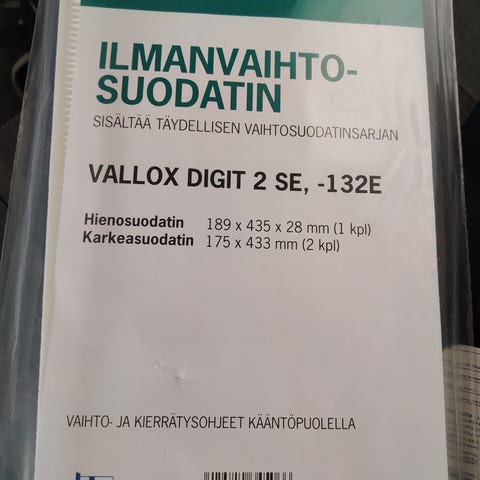 ILMANVAIHTO-
SUODATIN
SISÄLTÄÄ TÄYDELLISEN VAIHTOSUODATINSARJAN
VALLOX DIGIT 2 SE, -132E
Hienosuodatin 189 x 435 x 28 mm (1 kpl)
Karkeasuodatin 175 x 433 mm (2 kpl)
VAIHTO- JA KIERRÄTYSOHJEET KÄÄNTÖPUOLELLA